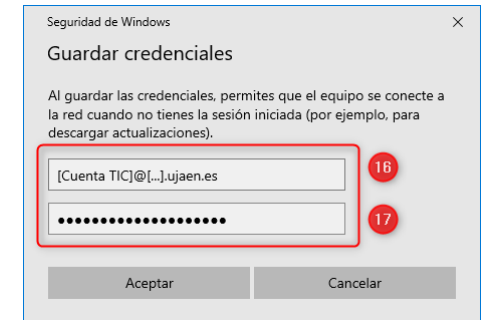 Seguridad de Windows
Guardar credenciales
Al guardar las credenciales, permites que el equipo se conecte a
la red cuando no tienes la sesión iniciada (por ejemplo, para
descargar actualizaciones).
[Cuenta TIC]@[...].ujaen.es
16
••••••••••••••••••••
17
Aceptar
Cancelar